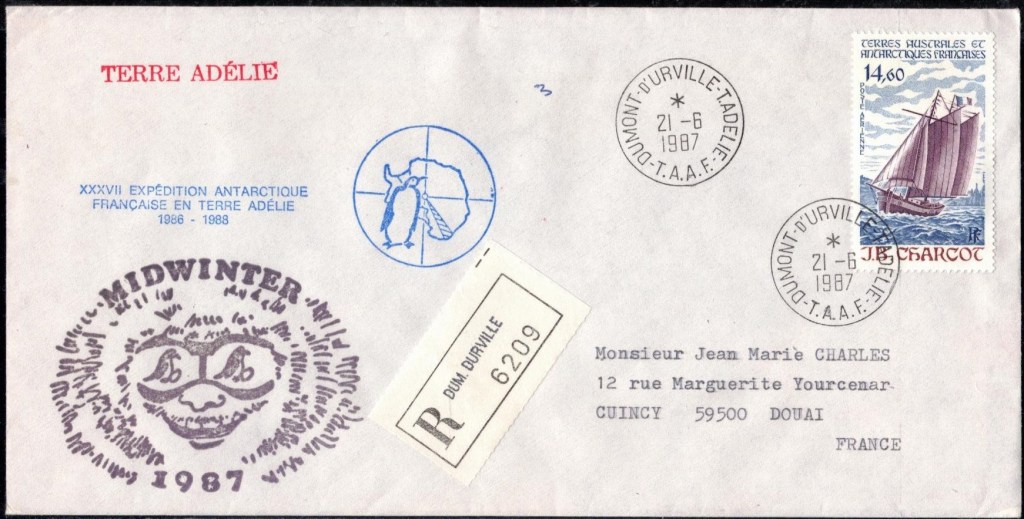 TERRE ADÉLIE
XXXVII EXPÉDITION ANTARCTIQUE
FRANÇAISE EN TERRE ADÉLIE
1986 - 1988
MIDWINTER
1987
DUMONT-D'URVILLE-T.ADELIE
*
21 -6
1987
-T.A.A.F.-
TERRES AUSTRALES ET
ANTARCTIQUES FRANÇAISES
14,60
POSTE AERIENNE
RF
J.B. CHARCOT
DUMONT-D'URVILLE-T.ADELIE
*
21 -6
1987
-T.A.A.F.-
R
DUM. DURVILLE
6209
Monsieur Jean Marie CHARLES
12 rue Marguerite Yourcenar
CUINCY 59500 DOUAI
FRANCE